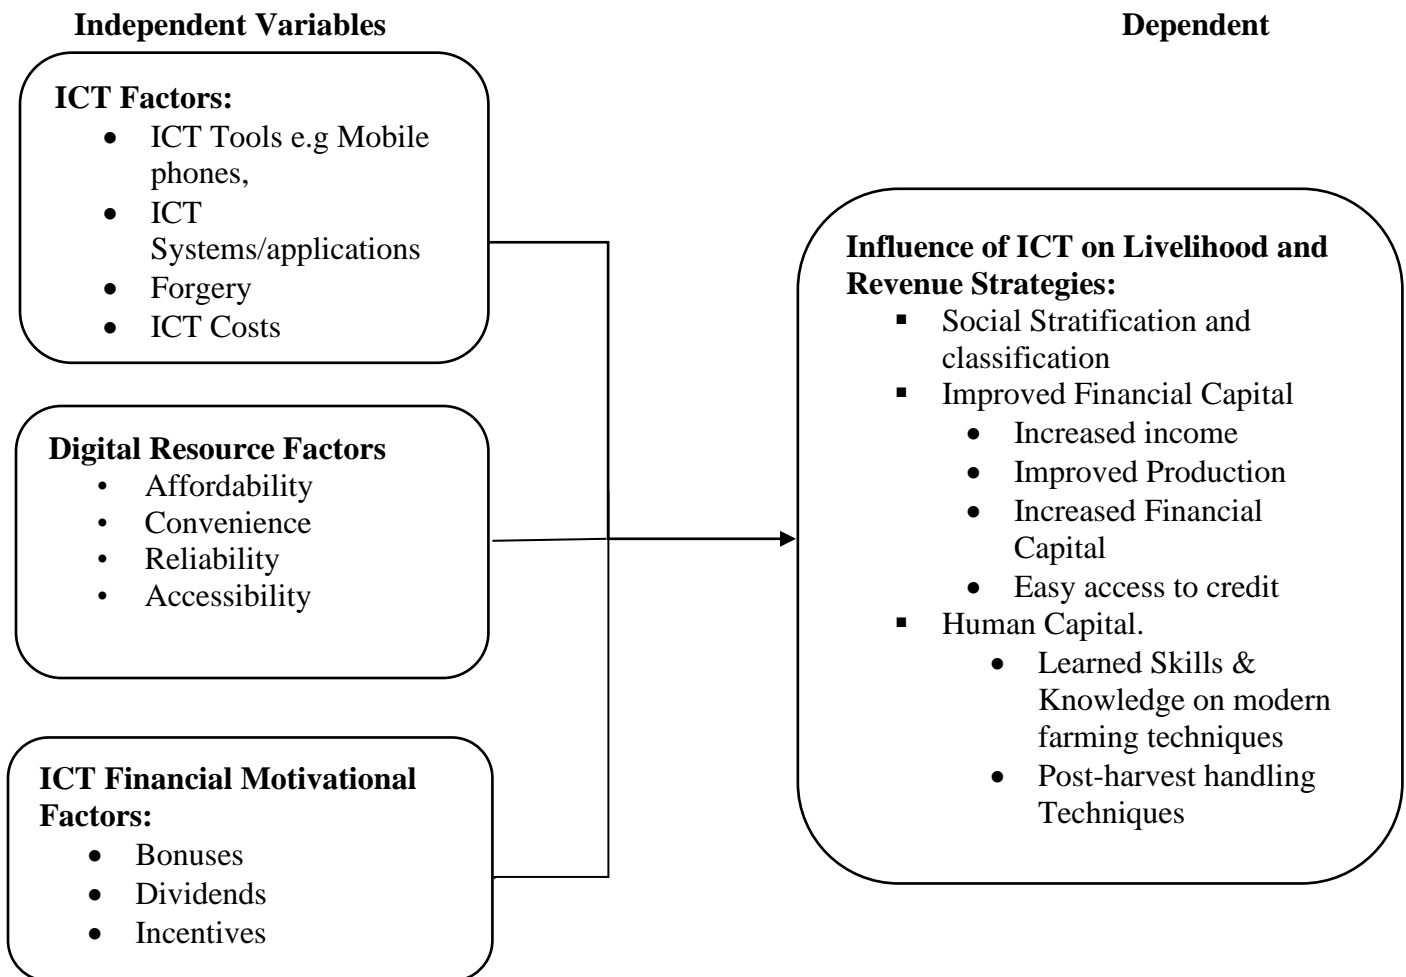 Independent Variables
Dependent
ICT Factors:
• ICT Tools e.g Mobile
phones,
• ICT
Systems/applications
• Forgery
• ICT Costs
Digital Resource Factors
• Affordability
• Convenience
• Reliability
• Accessibility
ICT Financial Motivational
Factors:
• Bonuses
• Dividends
• Incentives
Influence of ICT on Livelihood and
Revenue Strategies:
▪ Social Stratification and
classification
▪ Improved Financial Capital
• Increased income
• Improved Production
• Increased Financial
Capital
• Easy access to credit
▪ Human Capital.
• Learned Skills &
Knowledge on modern
farming techniques
• Post-harvest handling
Techniques